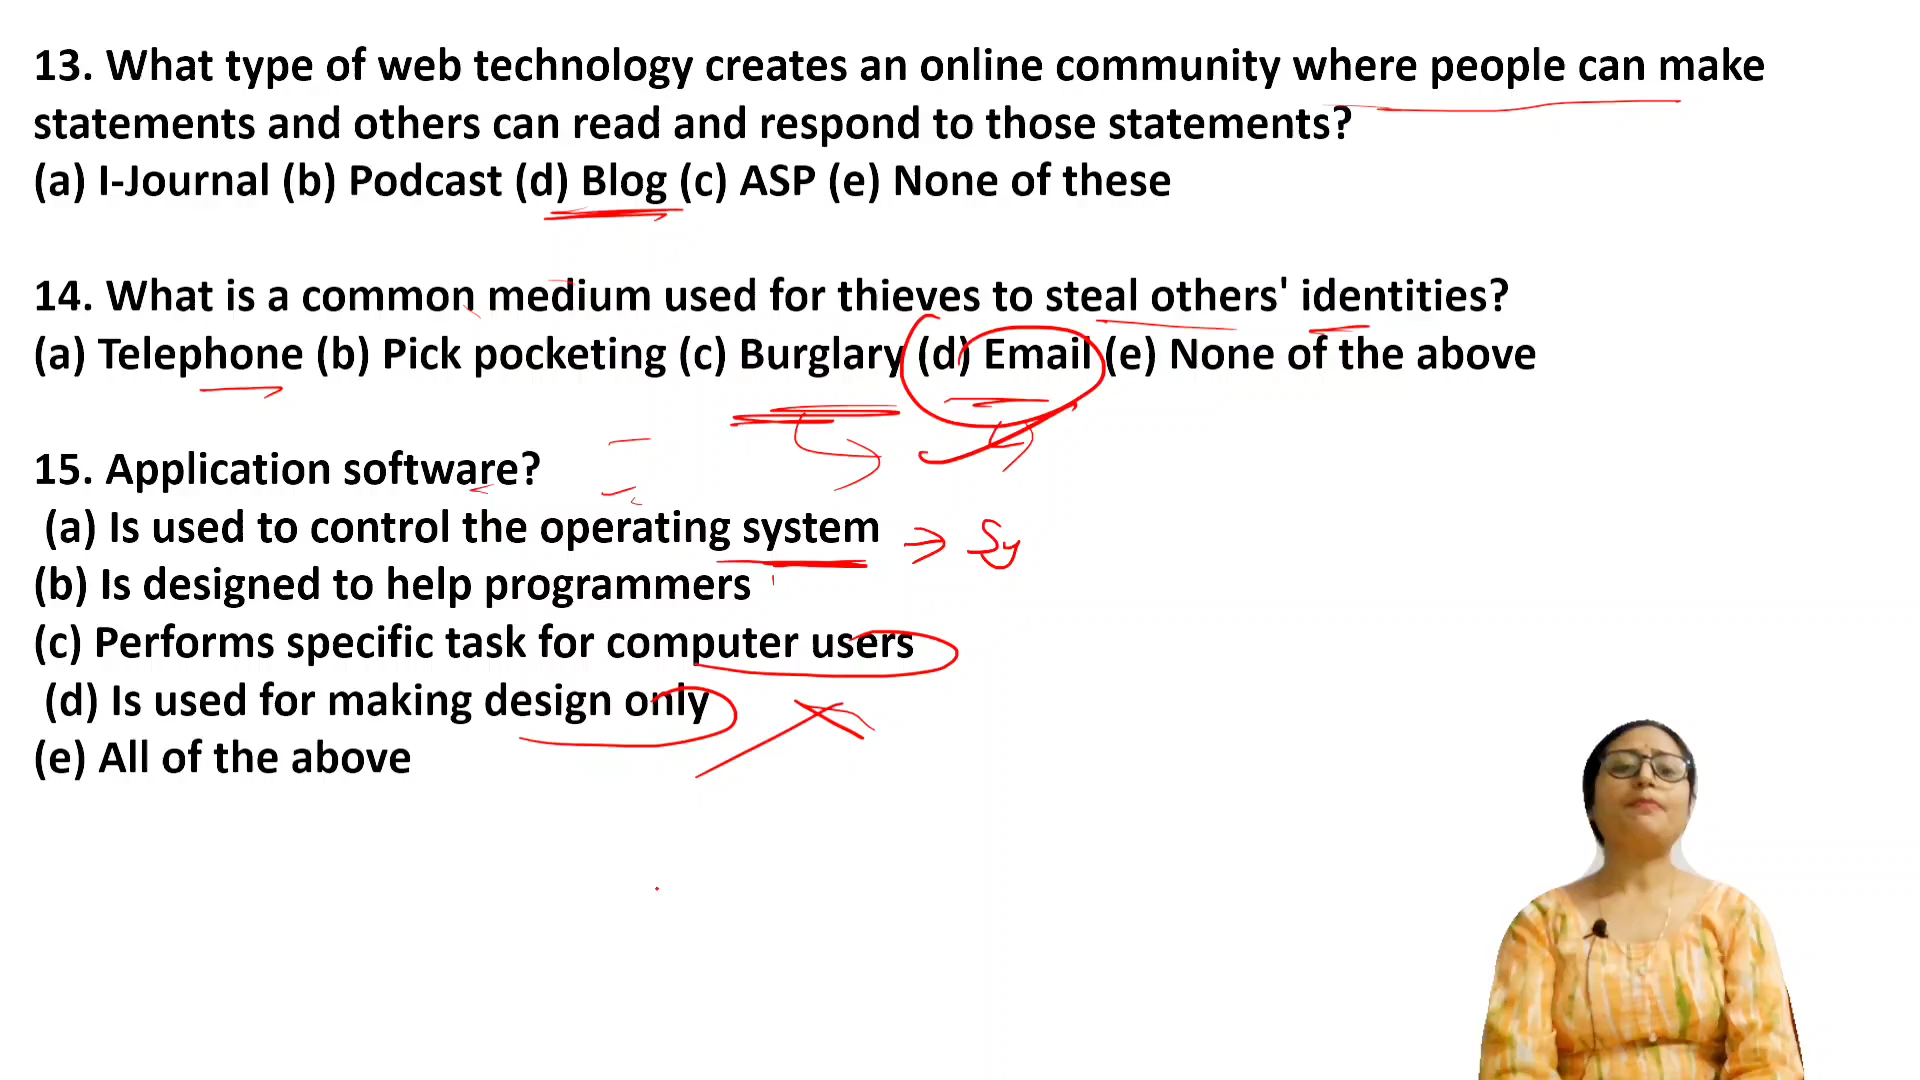 13. What type of web technology creates an online community where people can make
statements and others can read and respond to those statements?
(a) I-Journal (b) Podcast (d) Blog (c) ASP (e) None of these
14. What is a common medium used for thieves to steal others' identities?
(a) Telephone (b) Pick pocketing (c) Burglary (d) Email (e) None of the above
15. Application software?
(a) Is used to control the operating system => Sy
(b) Is designed to help programmers
(c) Performs specific task for computer users
(d) Is used for making design only
(e) All of the above